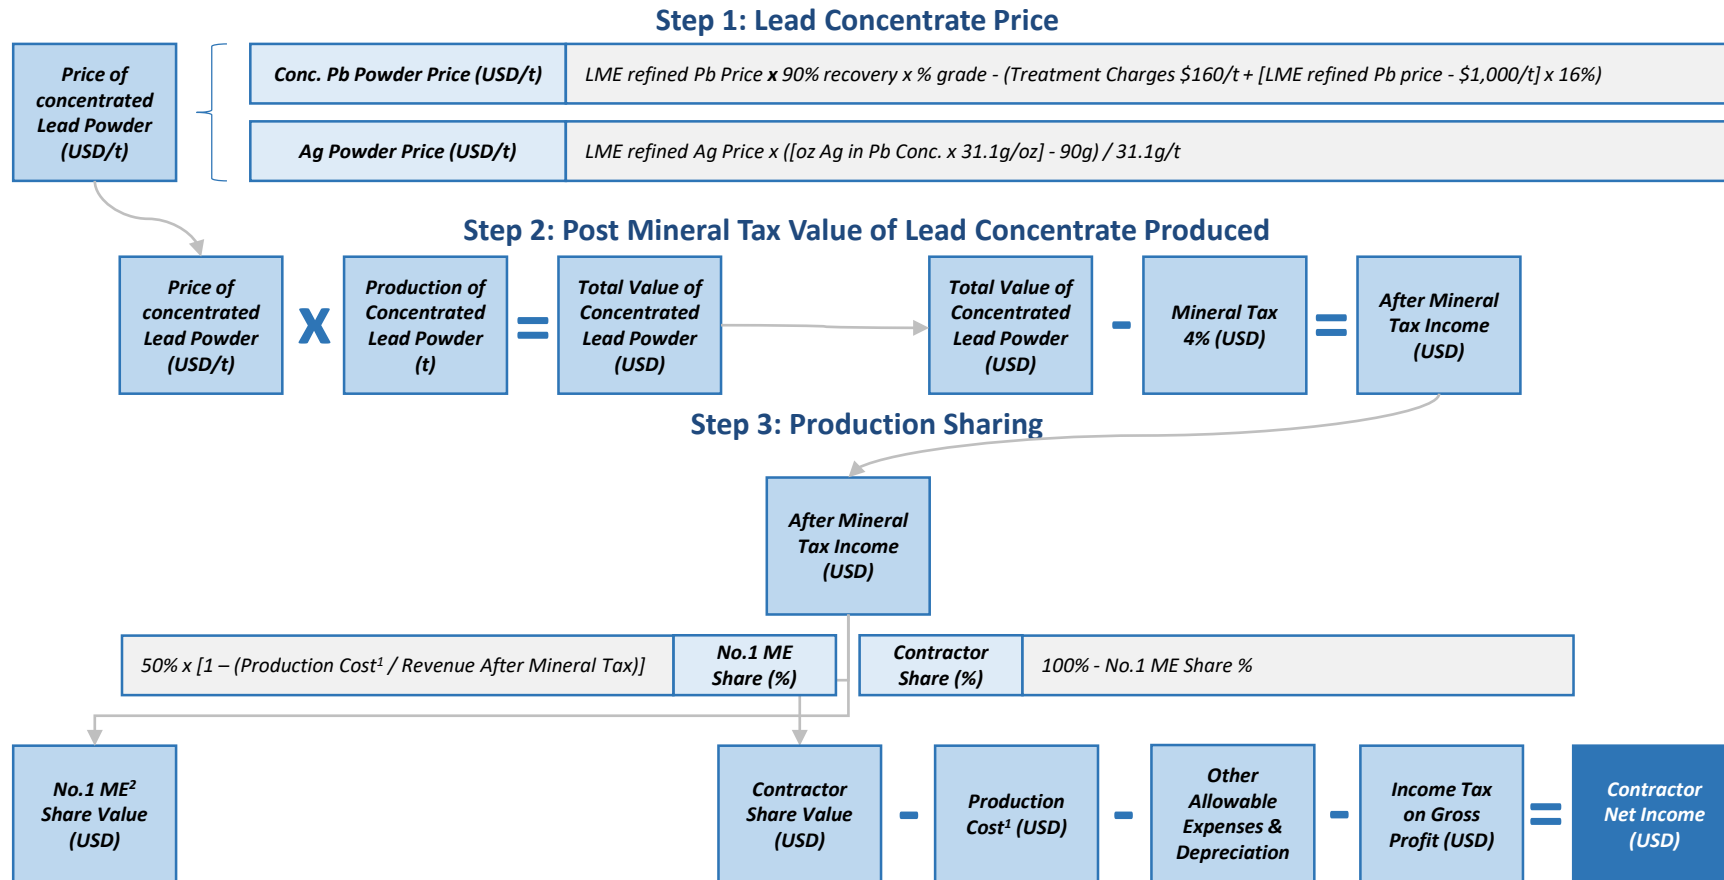 Step 1: Lead Concentrate Price
Price of
concentrated
Lead Powder
(USD/t)
Conc. Pb Powder Price (USD/t)
LME refined Pb Price x 90% recovery x % grade - (Treatment Charges $160/t + [LME refined Pb price - $1,000/t] x 16%)
Ag Powder Price (USD/t)
LME refined Ag Price x ([oz Ag in Pb Conc. x 31.1g/oz] - 90g) / 31.1g/t
Step 2: Post Mineral Tax Value of Lead Concentrate Produced
Price of
concentrated
Lead Powder
(USD/t)
X
Production of
Concentrated
Lead Powder
(t)
=
Total Value of
Concentrated
Lead Powder
(USD)
Total Value of
Concentrated
Lead Powder
(USD)
-
Mineral Tax
4% (USD)
=
After Mineral
Tax Income
(USD)
Step 3: Production Sharing
After Mineral
Tax Income
(USD)
50% x [1 – (Production Cost¹ / Revenue After Mineral Tax)]
No.1 ME
Share (%)
Contractor
Share (%)
100% - No.1 ME Share %
No.1 ME²
Share Value
(USD)
Contractor
Share Value
(USD)
-
Production
Cost¹ (USD)
-
Other
Allowable
Expenses &
Depreciation
-
Income Tax
on Gross
Profit (USD)
=
Contractor
Net Income
(USD)